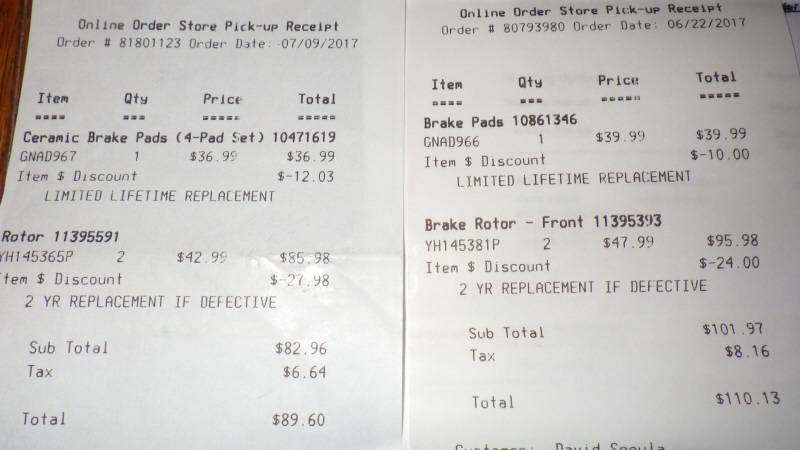 Online Order Store Pick-up Receipt
Order # 81801123 Order Date: 07/09/2017
Item Qty Price Total
==== === ===== =====
Ceramic Brake Pads (4-Pad Set) 10471619
GNAD967 1 $36.99 $36.99
Item $ Discount $-12.03
LIMITED LIFETIME REPLACEMENT
Rotor 11395591
YH145365P 2 $42.99 $85.98
Item $ Discount $-27.98
2 YR REPLACEMENT IF DEFECTIVE
Sub Total $82.96
Tax $6.64
Total $89.60
Online Order Store Pick-up Receipt
Order # 80793980 Order Date: 06/22/2017
Item Qty Price Total
==== === ===== =====
Brake Pads 10861346
GNAD966 1 $39.99 $39.99
Item $ Discount $-10.00
LIMITED LIFETIME REPLACEMENT
Brake Rotor - Front 11395393
YH145381P 2 $47.99 $95.98
Item $ Discount $-24.00
2 YR REPLACEMENT IF DEFECTIVE
Sub Total $101.97
Tax $8.16
Total $110.13
Customer: David